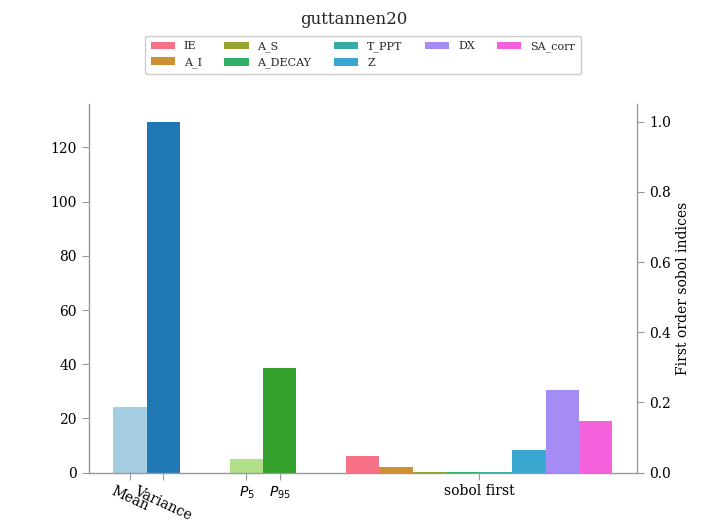 guttannen20
IE A_S T_PPT DX SA_corr
A_I A_DECAY Z
120
100
80
60
40
20
0
1.0
0.8
0.6
0.4
0.2
0.0
First order sobol indices
Mean
Variance
P5
P95
sobol first